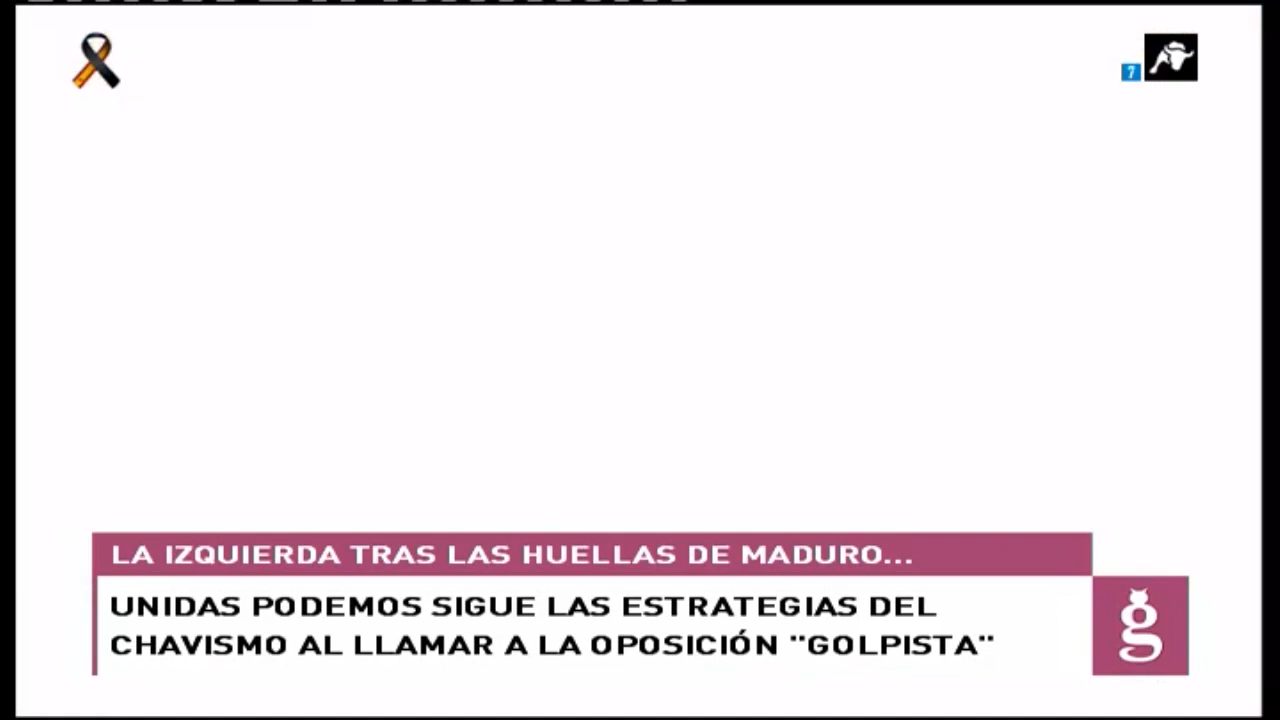 7
LA IZQUIERDA TRAS LAS HUELLAS DE MADURO...
UNIDAS PODEMOS SIGUE LAS ESTRATEGIAS DEL
CHAVISMO AL LLAMAR A LA OPOSICIÓN "GOLPISTA"
g